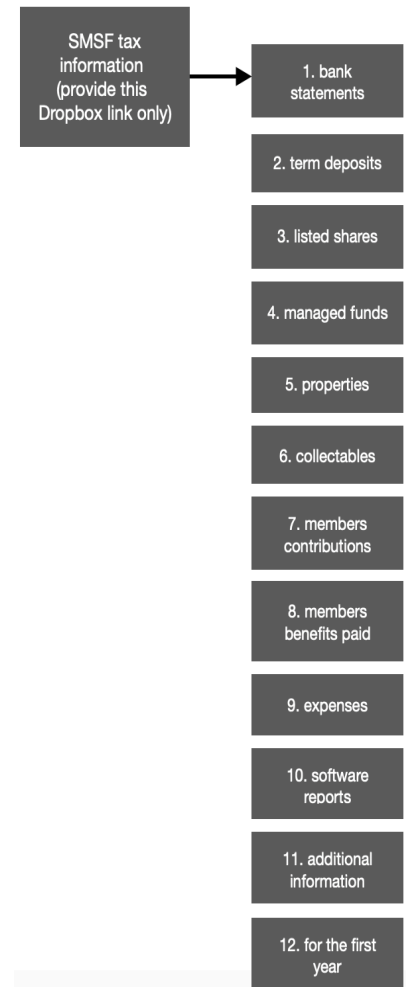 SMSF tax
information
(provide this
Dropbox link only)
1. bank
statements
2. term deposits
3. listed shares
4. managed funds
5. properties
6. collectables
7. members
contributions
8. members
benefits paid
9. expenses
10. software
reports
11. additional
information
12. for the first
year